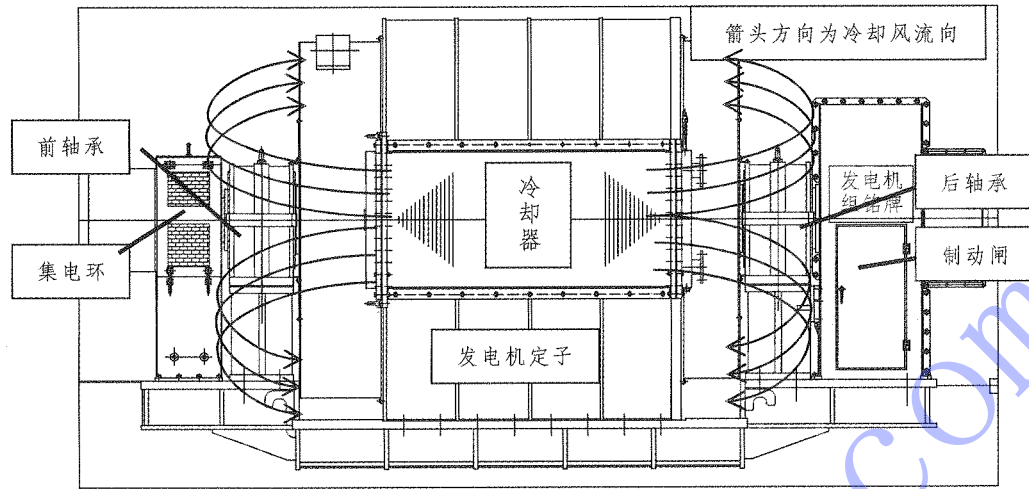 箭头方向为冷却风流向
前轴承
冷
却
器
发电机
组铭牌
后轴承
集电环
制动闸
发电机定子
com